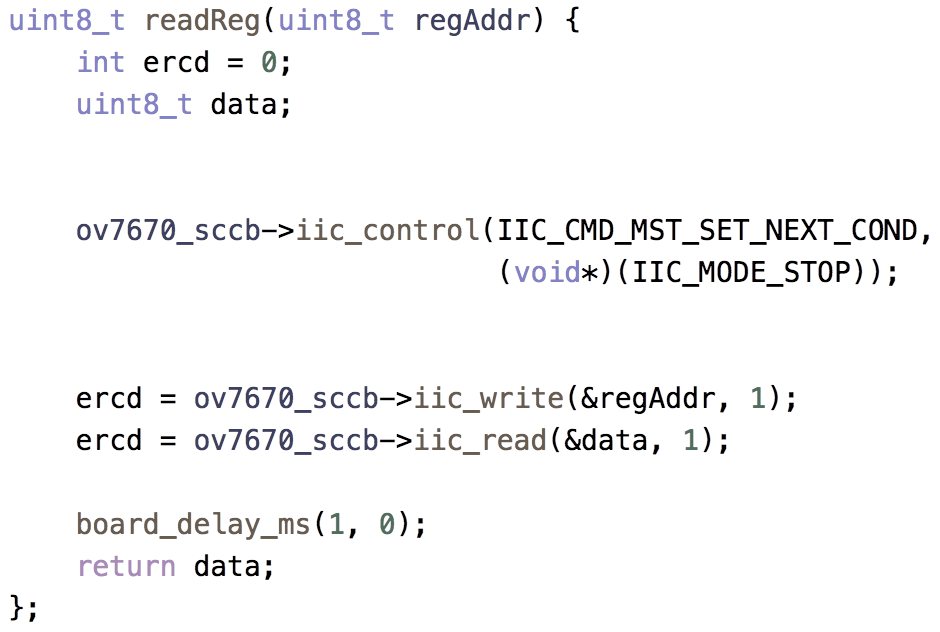 uint8_t readReg(uint8_t regAddr) {
    int ercd = 0;
    uint8_t data;
    ov7670_sccb->iic_control(IIC_CMD_MST_SET_NEXT_COND,
                             (void*)(IIC_MODE_STOP));
    ercd = ov7670_sccb->iic_write(&regAddr, 1);
    ercd = ov7670_sccb->iic_read(&data, 1);
    board_delay_ms(1, 0);
    return data;
};